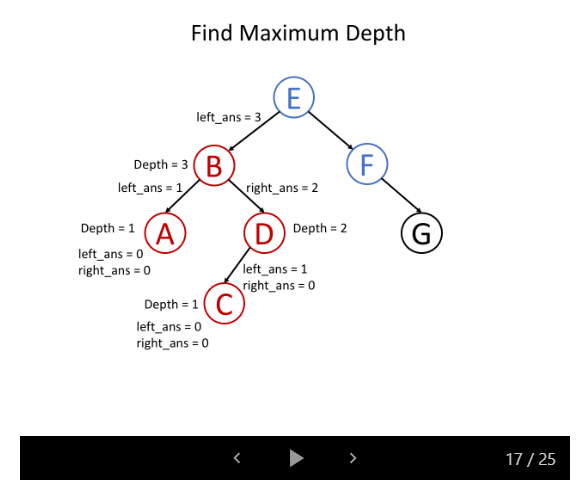 Find Maximum Depth
E
left_ans = 3
Depth = 3
B
F
left_ans = 1
right_ans = 2
Depth = 1
A
D
Depth = 2
G
left_ans = 0
right_ans = 0
left_ans = 1
right_ans = 0
Depth = 1
C
left_ans = 0
right_ans = 0
17 / 25